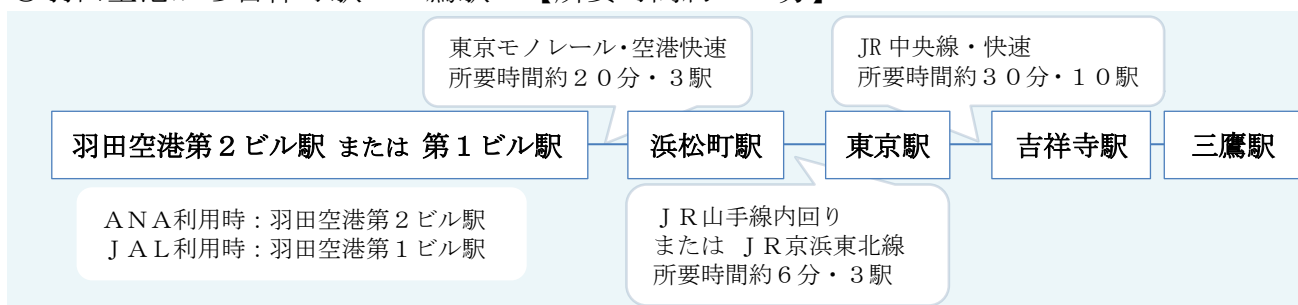 東京モノレール・空港快速
所要時間約２０分・３駅
JR 中央線・快速
所要時間約３０分・１０駅
羽田空港第２ビル駅 または 第１ビル駅
浜松町駅
東京駅
吉祥寺駅
三鷹駅
ＡＮＡ利用時：羽田空港第２ビル駅
ＪＡＬ利用時：羽田空港第１ビル駅
ＪＲ山手線内回り
または ＪＲ京浜東北線
所要時間約６分・３駅